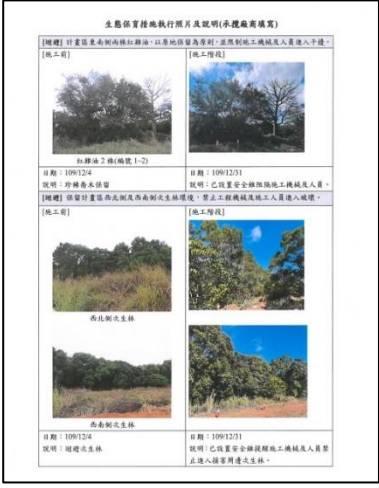 生態保育措施執行照片及說明(承攬廠商填寫)
[迴避] 計畫區東南側兩株紅雞油，以原地保留為原則，並限制施工機械及人員進入干擾。
[施工前]
[施工階段]
紅雞油 2 株(編號 1~2)
日期：109/12/4
說明：珍稀喬木保留
日期：109/12/31
說明：已設置安全錐阻隔施工機械及人員。
[迴避] 保留計畫區西北側及西南側次生林環境，禁止工程機械及施工人員進入破壞。
[施工前]
[施工階段]
西北側次生林
西南側次生林
日期：109/12/4
說明：迴避次生林
日期：109/12/31
說明：已設置安全錐提醒施工機械及人員禁
止進入損害周邊次生林。